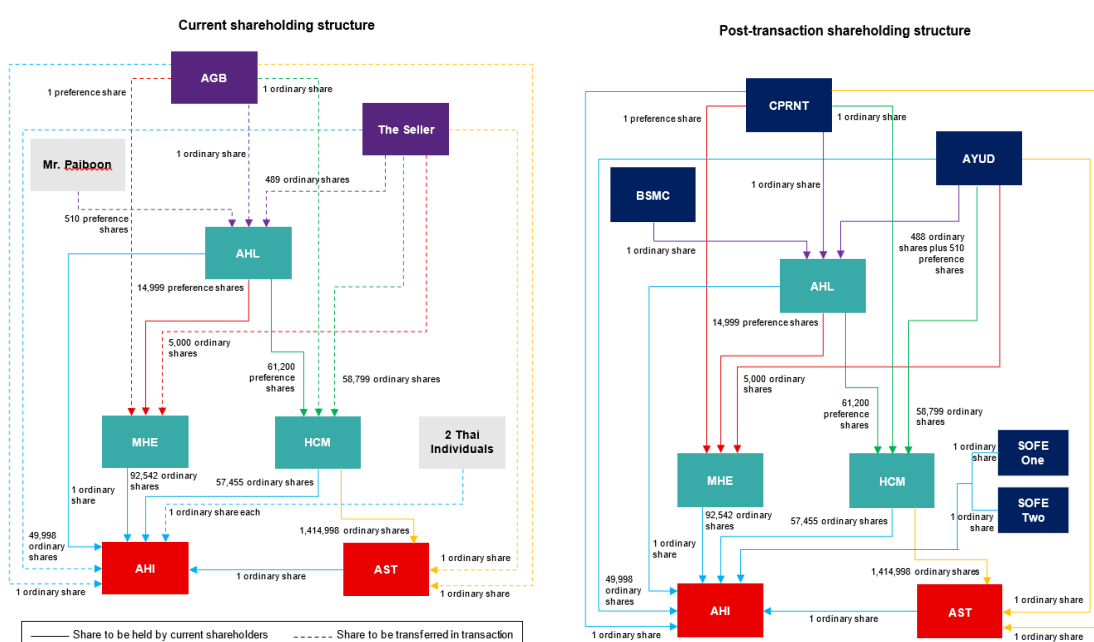 Current shareholding structure
AGB
1 preference share
1 ordinary share
The Seller
Mr. Paiboon
1 ordinary share
489 ordinary shares
510 preference
shares
AHL
14,999 preference shares
5,000 ordinary
shares
61,200
preference
shares
58,799 ordinary shares
MHE
HCM
2 Thai
Individuals
92,542 ordinary
shares
57,455 ordinary shares
1 ordinary
share
1 ordinary share each
1,414,998 ordinary shares
49,998
ordinary
shares
AHI
AST
1 ordinary share
1 ordinary share
1 ordinary share
1 ordinary share
Share to be held by current shareholders
Share to be transferred in transaction
Post-transaction shareholding structure
CPRNT
1 preference share
1 ordinary share
AYUD
BSMC
1 ordinary share
1 ordinary share
488 ordinary
shares plus 510
preference
shares
AHL
14,999 preference shares
5,000 ordinary
shares
61,200
preference
shares
58,799 ordinary
shares
1 ordinary
share
SOFE
One
MHE
HCM
SOFE
Two
1 ordinary
share
92,542 ordinary
shares
57,455 ordinary shares
1 ordinary
share
1,414,998 ordinary shares
49,998
ordinary
shares
AHI
AST
1 ordinary share
1 ordinary share
1 ordinary share
1 ordinary share